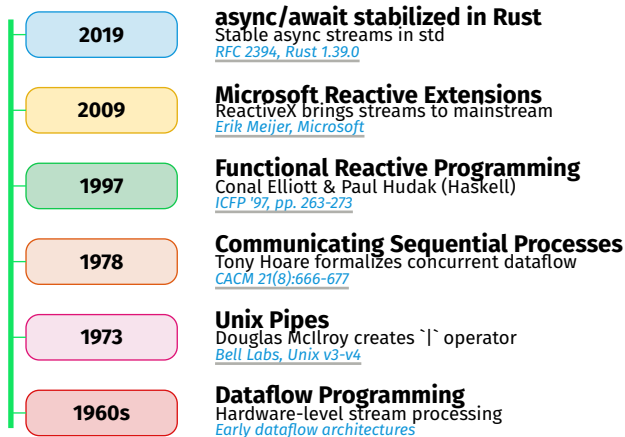 2019
async/await stabilized in Rust
Stable async streams in std
RFC 2394, Rust 1.39.0
2009
Microsoft Reactive Extensions
ReactiveX brings streams to mainstream
Erik Meijer, Microsoft
1997
Functional Reactive Programming
Conal Elliott & Paul Hudak (Haskell)
ICFP '97, pp. 263-273
1978
Communicating Sequential Processes
Tony Hoare formalizes concurrent dataflow
CACM 21(8):666-677
1973
Unix Pipes
Douglas McIlroy creates `|` operator
Bell Labs, Unix v3-v4
1960s
Dataflow Programming
Hardware-level stream processing
Early dataflow architectures